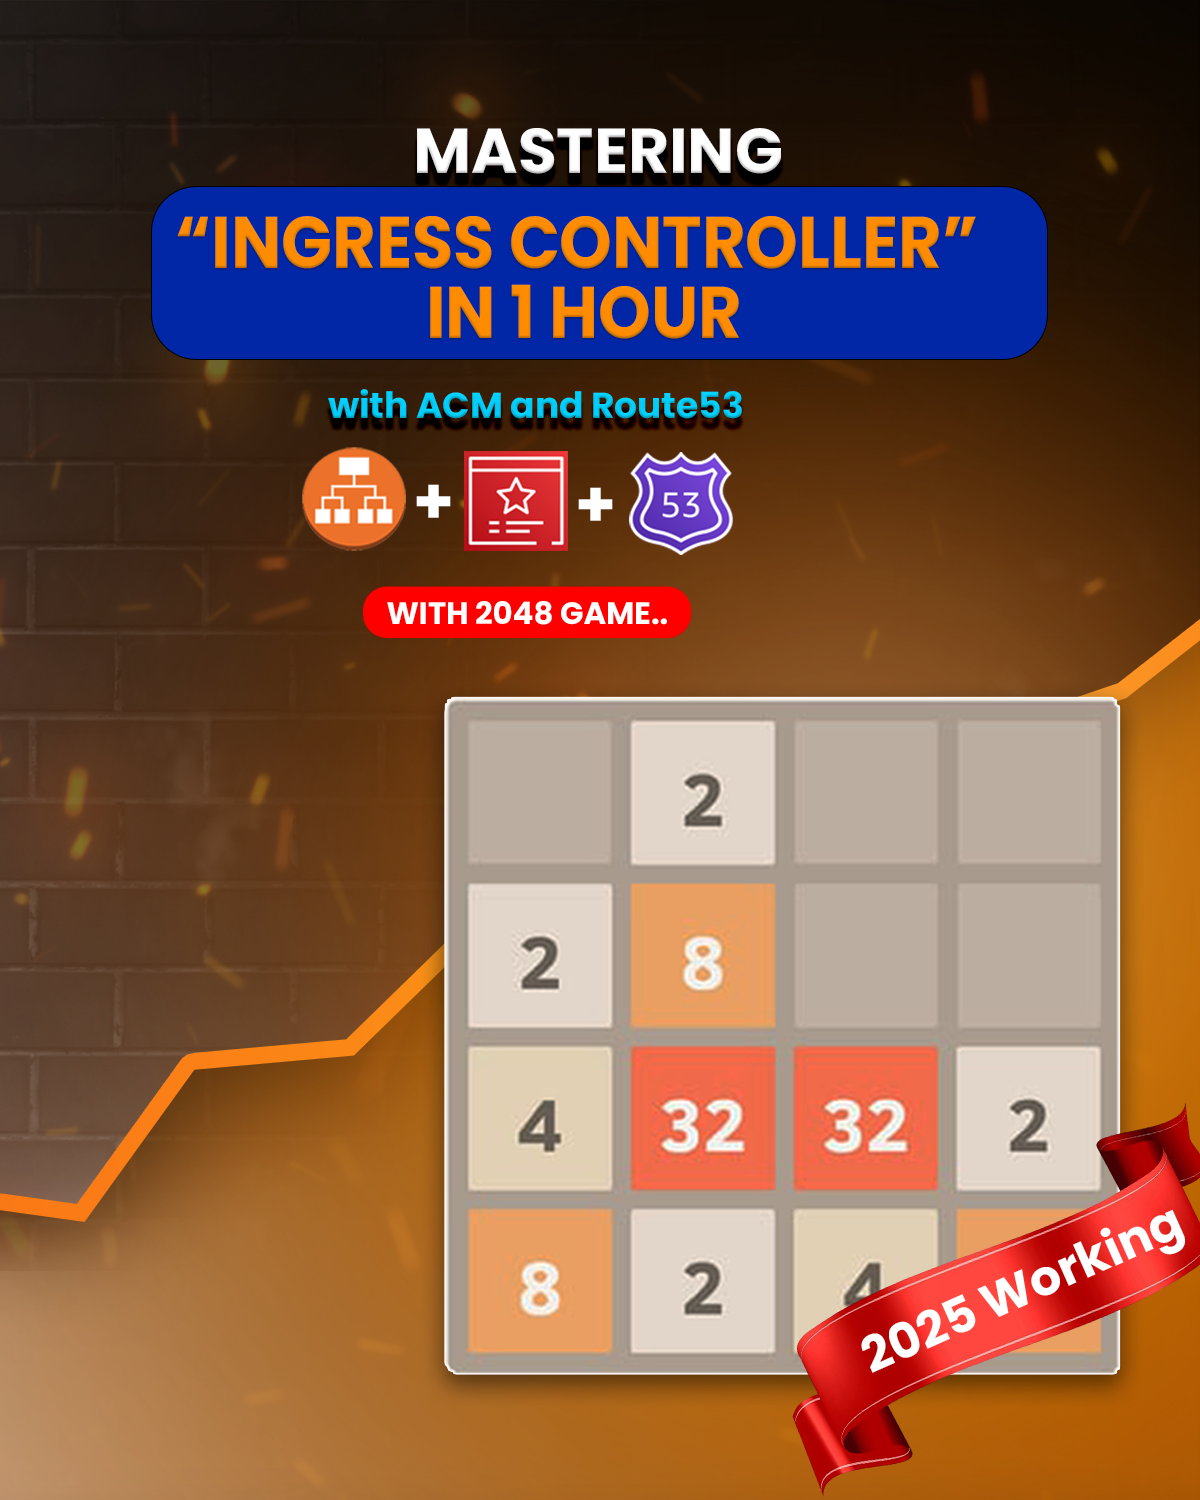 MASTERING
“INGRESS CONTROLLER”
IN 1 HOUR
with ACM and Route53
53
WITH 2048 GAME..
2
2 8
4 32 32 2
8 2 4
2025 Working